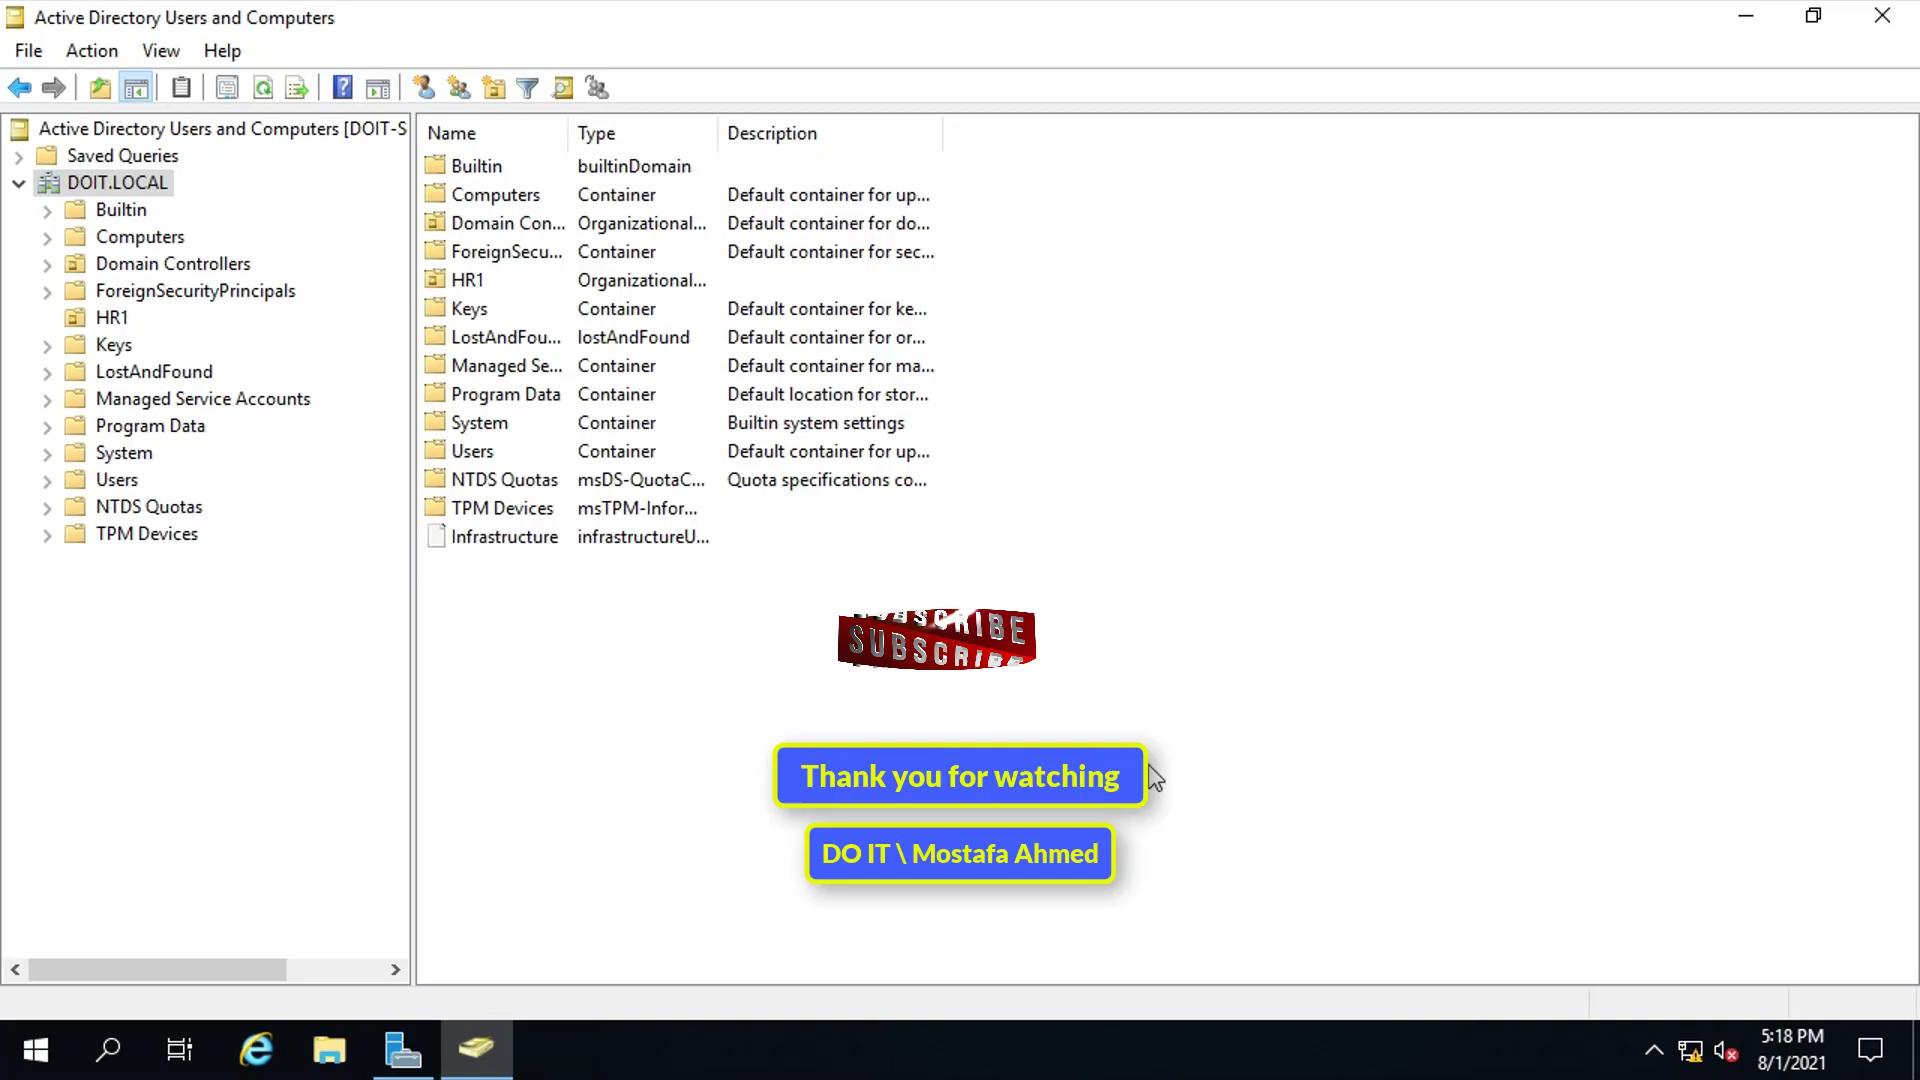 Active Directory Users and Computers
File Action View Help
Active Directory Users and Computers [DOIT-S
Saved Queries
DOIT.LOCAL
Builtin
Computers
Domain Controllers
ForeignSecurityPrincipals
HR1
Keys
LostAndFound
Managed Service Accounts
Program Data
System
Users
NTDS Quotas
TPM Devices
Name Type Description
Builtin builtinDomain
Computers Container Default container for up...
Domain Con... Organizational... Default container for do...
ForeignSecu... Container Default container for sec...
HR1 Organizational...
Keys Container Default container for ke...
LostAndFou... lostAndFound Default container for or...
Managed Se... Container Default container for ma...
Program Data Container Default location for stor...
System Container Builtin system settings
Users Container Default container for up...
NTDS Quotas msDS-QuotaC... Quota specifications co...
TPM Devices msTPM-Infor...
Infrastructure infrastructureU...
SUBSCRIBE
SUBSCRIBE
Thank you for watching
DO IT \ Mostafa Ahmed
5:18 PM
8/1/2021